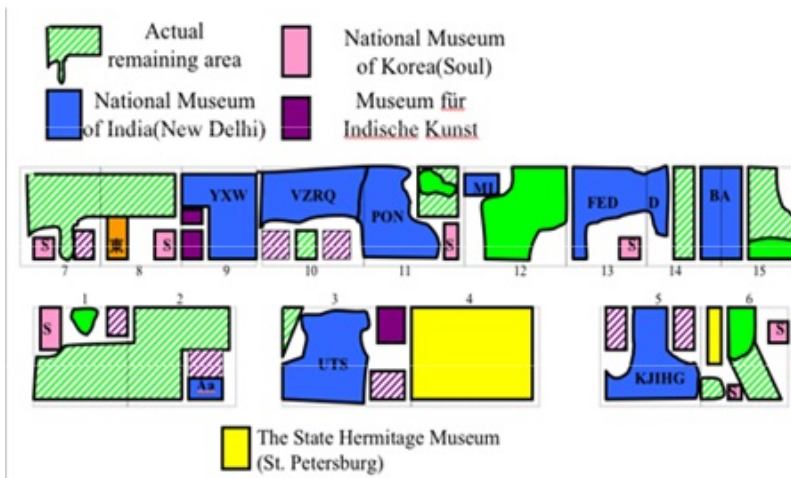 Actual
remaining area
National Museum
of Korea(Soul)
National Museum
of India(New Delhi)
Museum für
Indische Kunst
YXW VZRQ PON MI FED D BA
S 東 S S S
7 8 9 10 11 12 13 14 15
1 2 3 4 5 6
S S
UTS
Aa KJIHG S
The State Hermitage Museum
(St. Petersburg)